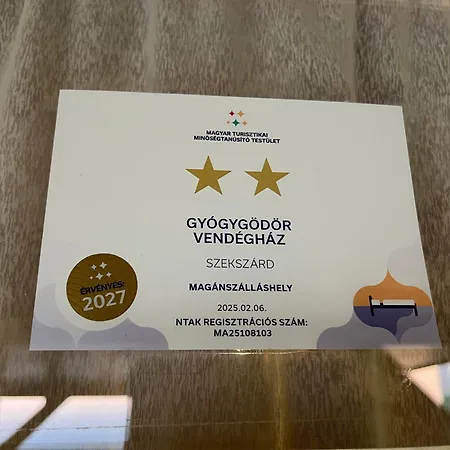 MAGYAR TURISZTIKAI
MINŐSÉGTANÚSÍTÓ TESTÜLET
GYÓGYGÖDÖR
VENDÉGHÁZ
SZEKSZÁRD
MAGÁNSZÁLLÁSHELY
2025.02.06.
NTAK REGISZTRÁCIÓS SZÁM:
MA25108103
ÉRVÉNYES:
2027